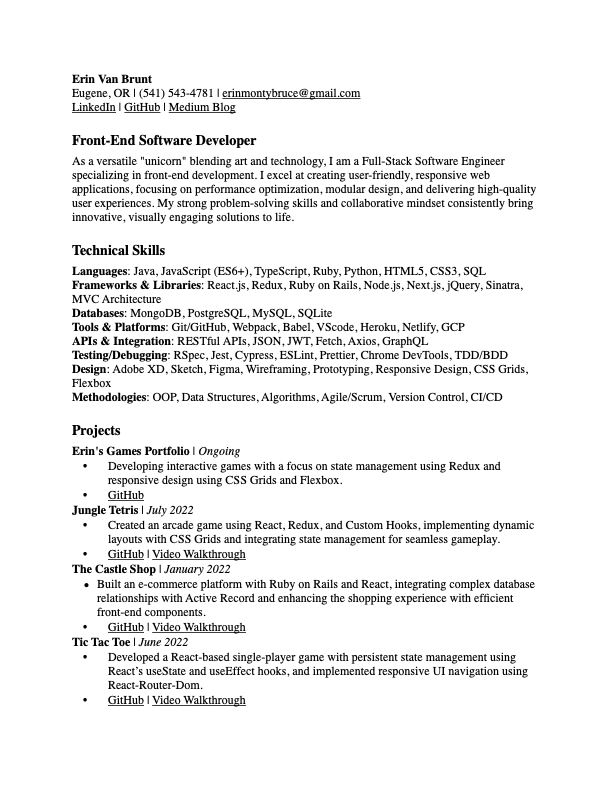 Erin Van Brunt
Eugene, OR | (541) 543-4781 | erinmontybruce@gmail.com
LinkedIn | GitHub | Medium Blog
Front-End Software Developer
As a versatile "unicorn" blending art and technology, I am a Full-Stack Software Engineer
specializing in front-end development. I excel at creating user-friendly, responsive web
applications, focusing on performance optimization, modular design, and delivering high-quality
user experiences. My strong problem-solving skills and collaborative mindset consistently bring
innovative, visually engaging solutions to life.
Technical Skills
Languages: Java, JavaScript (ES6+), TypeScript, Ruby, Python, HTML5, CSS3, SQL
Frameworks & Libraries: React.js, Redux, Ruby on Rails, Node.js, Next.js, jQuery, Sinatra,
MVC Architecture
Databases: MongoDB, PostgreSQL, MySQL, SQLite
Tools & Platforms: Git/GitHub, Webpack, Babel, VScode, Heroku, Netlify, GCP
APIs & Integration: RESTful APIs, JSON, JWT, Fetch, Axios, GraphQL
Testing/Debugging: RSpec, Jest, Cypress, ESLint, Prettier, Chrome DevTools, TDD/BDD
Design: Adobe XD, Sketch, Figma, Wireframing, Prototyping, Responsive Design, CSS Grids,
Flexbox
Methodologies: OOP, Data Structures, Algorithms, Agile/Scrum, Version Control, CI/CD
Projects
Erin's Games Portfolio | Ongoing
• Developing interactive games with a focus on state management using Redux and
responsive design using CSS Grids and Flexbox.
• GitHub
Jungle Tetris | July 2022
• Created an arcade game using React, Redux, and Custom Hooks, implementing dynamic
layouts with CSS Grids and integrating state management for seamless gameplay.
• GitHub | Video Walkthrough
The Castle Shop | January 2022
• Built an e-commerce platform with Ruby on Rails and React, integrating complex database
relationships with Active Record and enhancing the shopping experience with efficient
front-end components.
• GitHub | Video Walkthrough
Tic Tac Toe | June 2022
• Developed a React-based single-player game with persistent state management using
React’s useState and useEffect hooks, and implemented responsive UI navigation using
React-Router-Dom.
• GitHub | Video Walkthrough